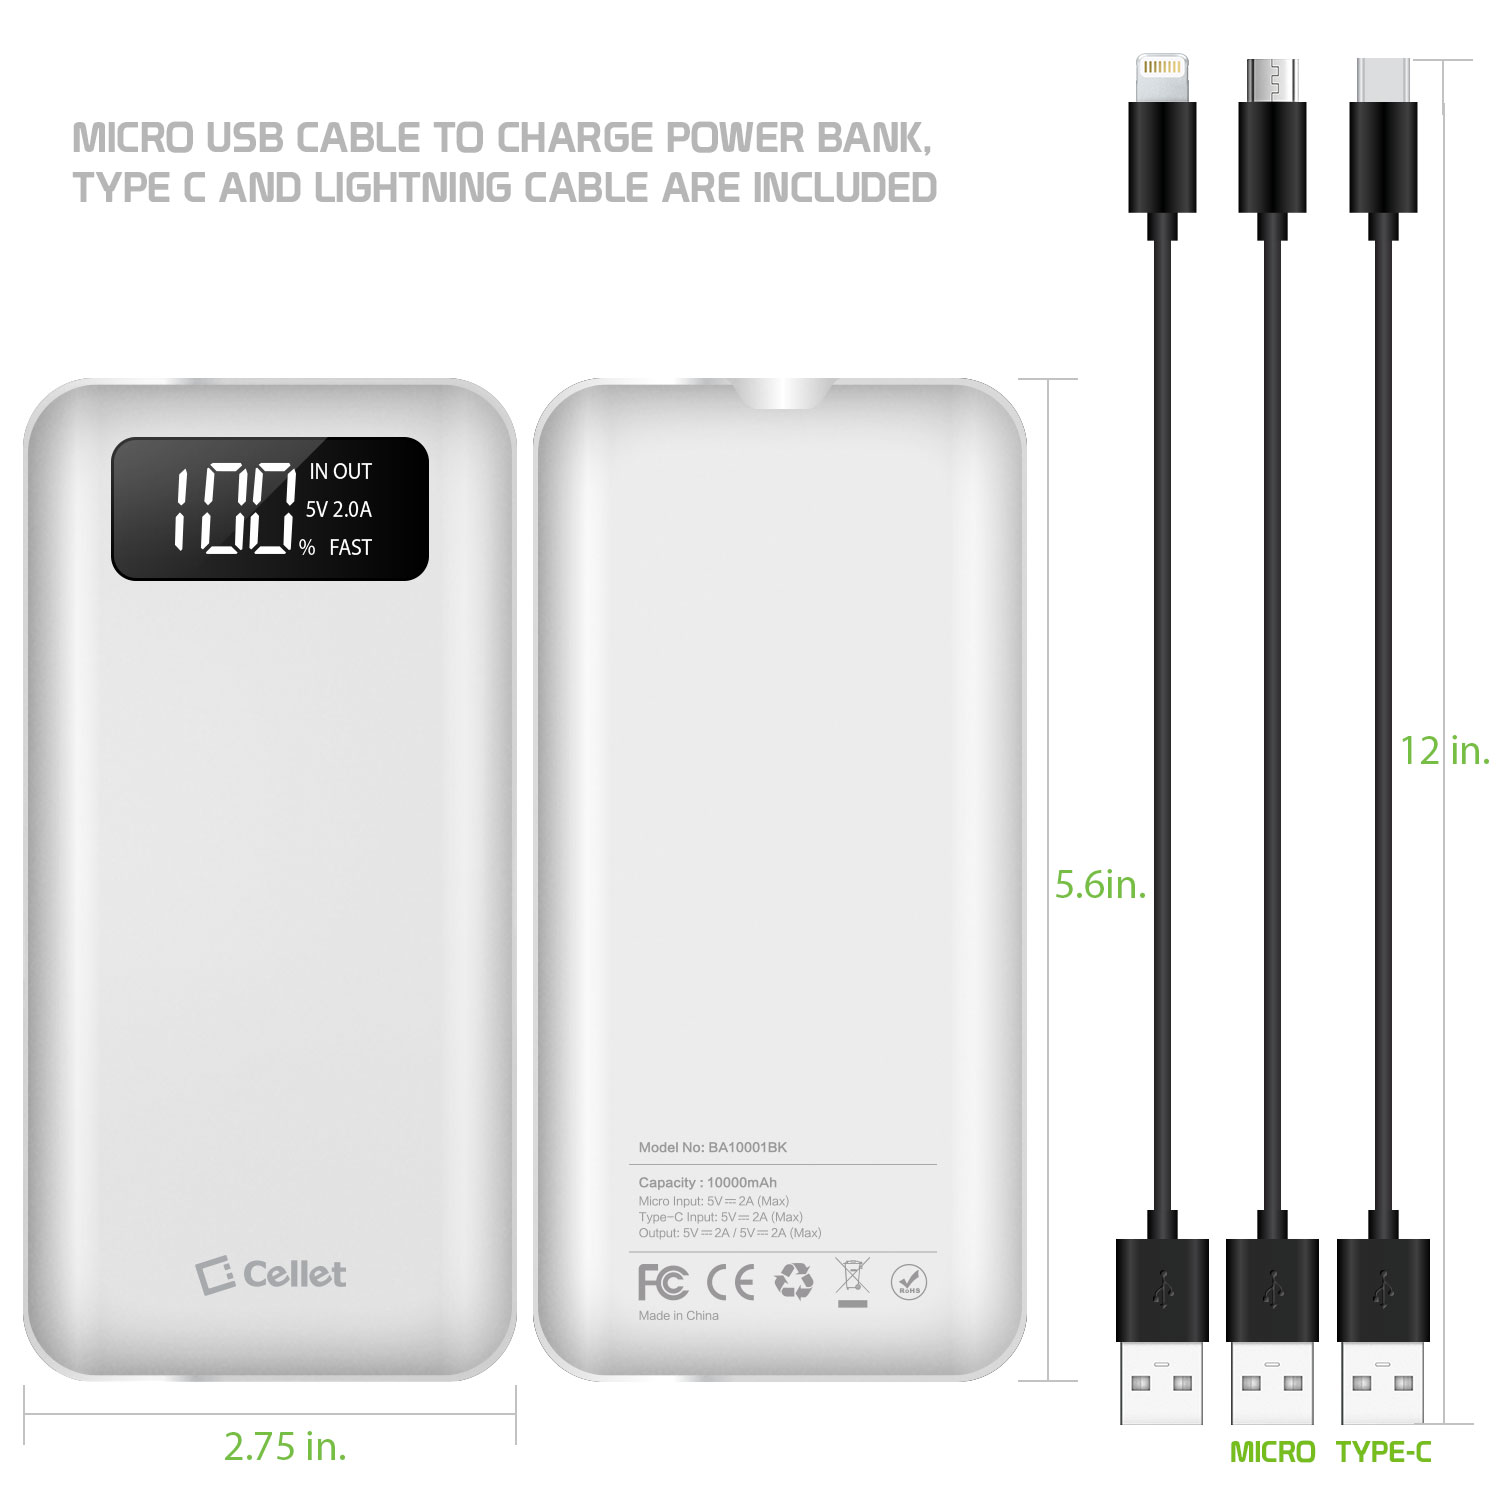 MICRO USB CABLE TO CHARGE POWER BANK,
TYPE C AND LIGHTNING CABLE ARE INCLUDED
100% IN OUT
5V 2.0A
FAST
Cellet
2.75 in.
Model No: BA10001BK
Capacity : 10000mAh
Micro Input: 5V⎓2A (Max)
Type-C Input: 5V⎓2A (Max)
Output: 5V⎓2A / 5V⎓2A (Max)
FC CE RoHS
Made in China
5.6in.
12 in.
MICRO TYPE-C